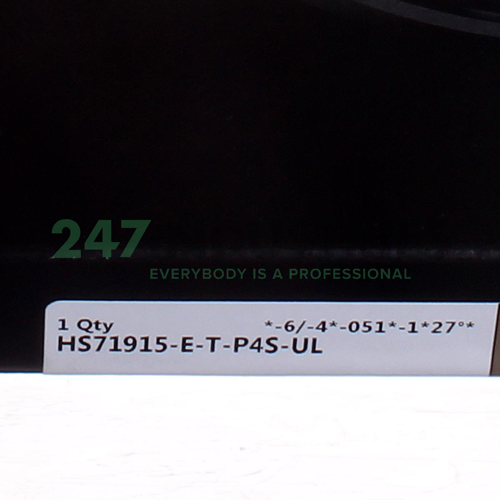 247
EVERYBODY IS A PROFESSIONAL
1 Qty *-6/-4*-051*-1*27°*
HS71915-E-T-P4S-UL